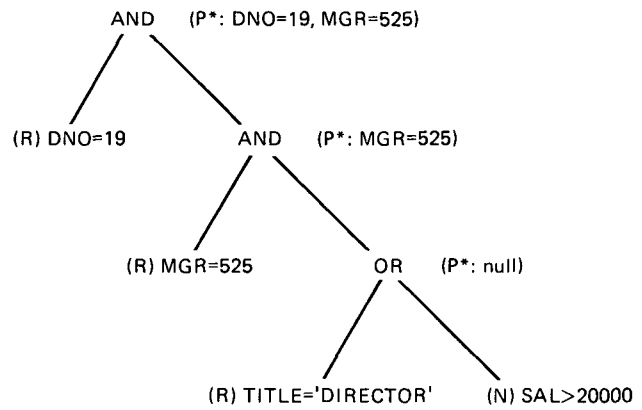 AND (P*: DNO=19, MGR=525)
(R) DNO=19 AND (P*: MGR=525)
(R) MGR=525 OR (P*: null)
(R) TITLE='DIRECTOR' (N) SAL>20000